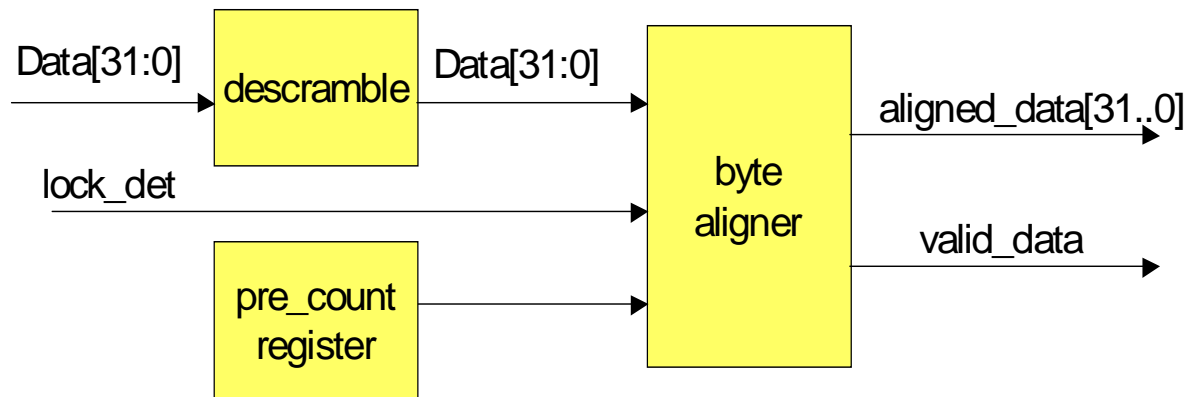 Data[31:0]
descramble
Data[31:0]
aligned_data[31..0]
lock_det
byte
aligner
valid_data
pre_count
register